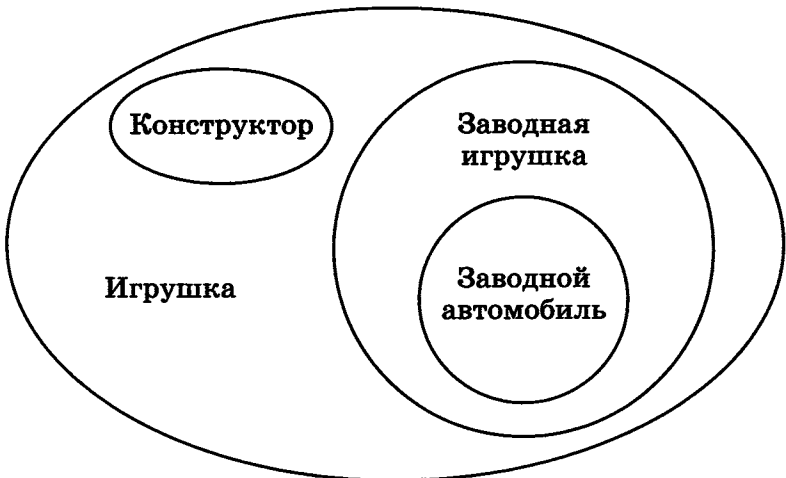 Конструктор
Заводная
игрушка
Игрушка
Заводной
автомобиль